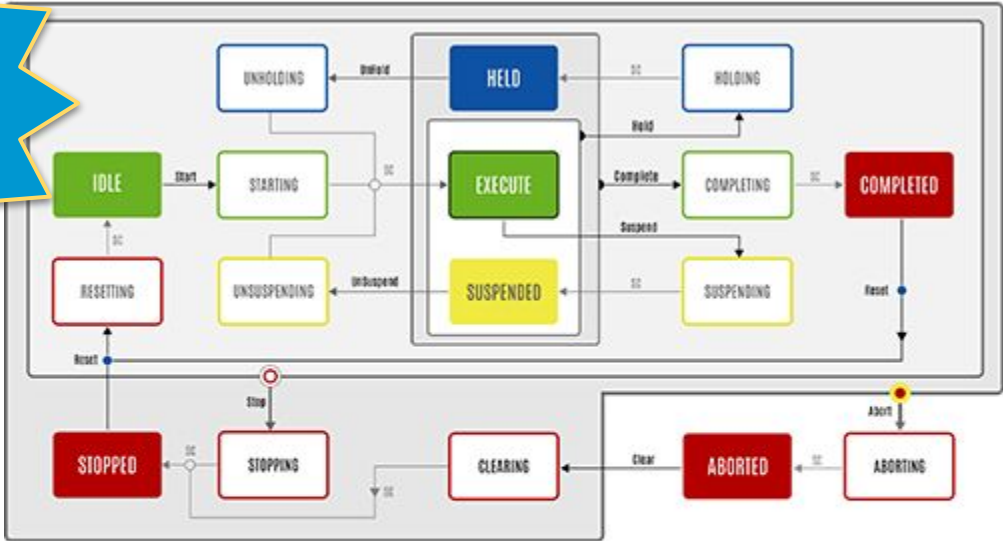 UNHOLDING
UnHold
HELD
SC
HOLDING
Hold
IDLE
Start
STARTING
SC
EXECUTE
Complete
COMPLETING
SC
COMPLETED
Suspend
SC
RESETTING
UNSUSPENDING
UnSuspend
SUSPENDED
SC
SUSPENDING
Reset
Reset
Stop
Abort
STOPPED
SC
STOPPING
SC
CLEARING
Clear
ABORTED
SC
ABORTING